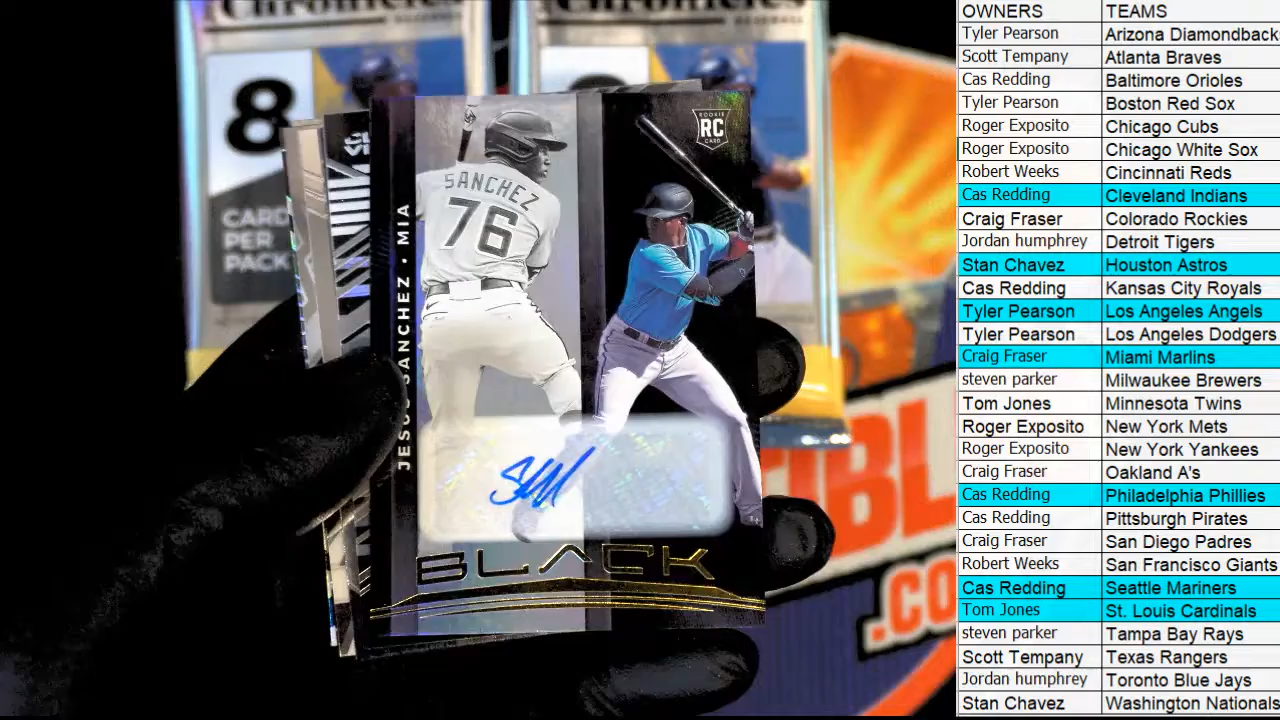 Chronicles
BASEBALL
8
CARDS
PER
PACK
ROOKIE
RC
CARD
SANCHEZ
76
JESUS SANCHEZ • MIA
BLACK
.CO
OWNERS TEAMS
Tyler Pearson Arizona Diamondback
Scott Tempany Atlanta Braves
Cas Redding Baltimore Orioles
Tyler Pearson Boston Red Sox
Roger Exposito Chicago Cubs
Roger Exposito Chicago White Sox
Robert Weeks Cincinnati Reds
Cas Redding Cleveland Indians
Craig Fraser Colorado Rockies
Jordan humphrey Detroit Tigers
Stan Chavez Houston Astros
Cas Redding Kansas City Royals
Tyler Pearson Los Angeles Angels
Tyler Pearson Los Angeles Dodgers
Craig Fraser Miami Marlins
steven parker Milwaukee Brewers
Tom Jones Minnesota Twins
Roger Exposito New York Mets
Roger Exposito New York Yankees
Craig Fraser Oakland A's
Cas Redding Philadelphia Phillies
Cas Redding Pittsburgh Pirates
Craig Fraser San Diego Padres
Robert Weeks San Francisco Giants
Cas Redding Seattle Mariners
Tom Jones St. Louis Cardinals
steven parker Tampa Bay Rays
Scott Tempany Texas Rangers
Jordan humphrey Toronto Blue Jays
Stan Chavez Washington Nationals